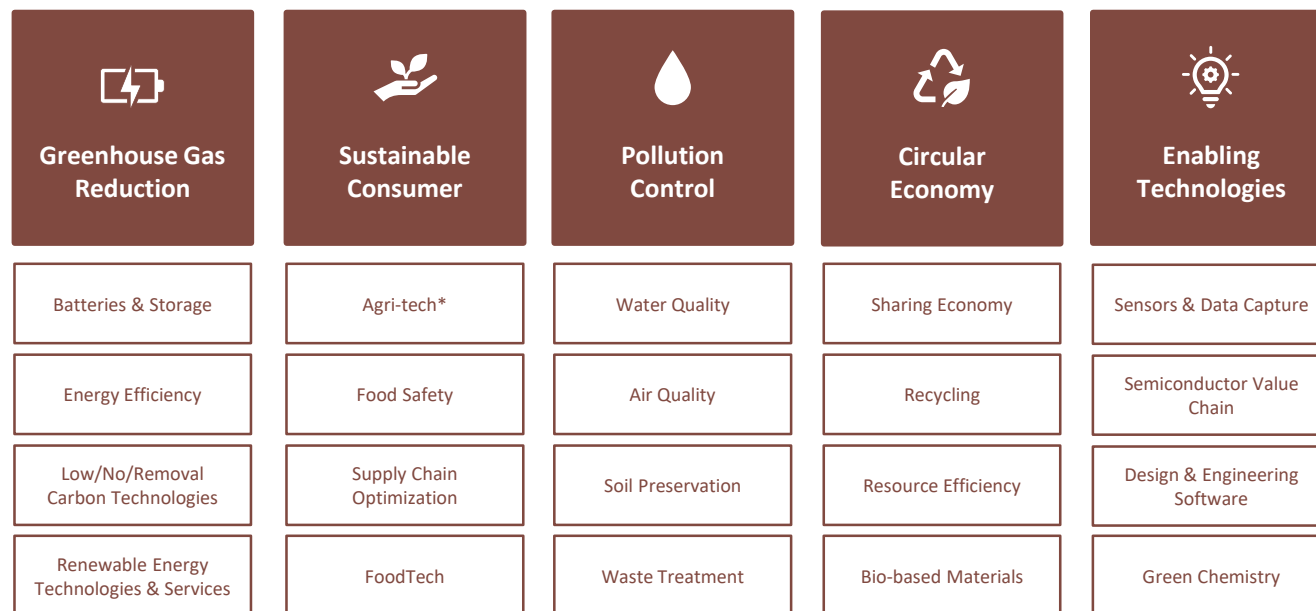 Greenhouse Gas
Reduction
Sustainable
Consumer
Pollution
Control
Circular
Economy
Enabling
Technologies
Batteries & Storage
Agri-tech*
Water Quality
Sharing Economy
Sensors & Data Capture
Energy Efficiency
Food Safety
Air Quality
Recycling
Semiconductor Value
Chain
Low/No/Removal
Carbon Technologies
Supply Chain
Optimization
Soil Preservation
Resource Efficiency
Design & Engineering
Software
Renewable Energy
Technologies & Services
FoodTech
Waste Treatment
Bio-based Materials
Green Chemistry